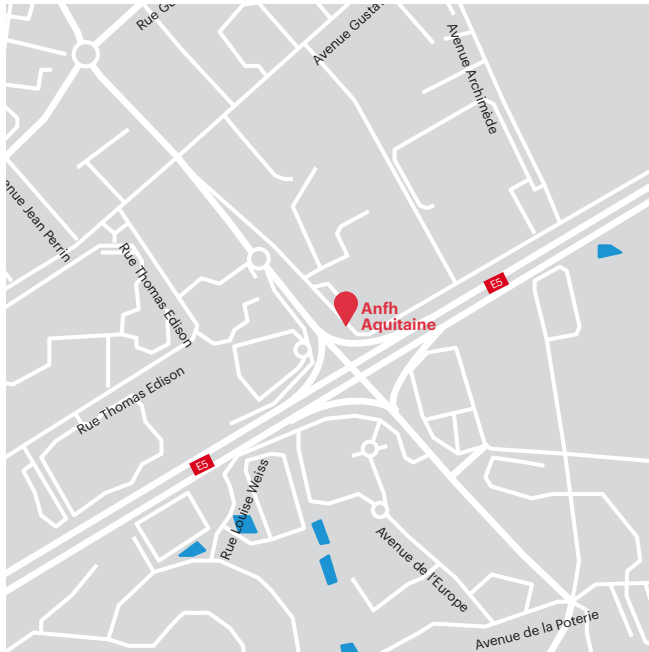 Rue G
Avenue Gusta
Avenue Archimède
enue Jean Perrin
Rue Thomas Edison
E5
Anfh
Aquitaine
Rue Thomas Edison
E5
Rue Louise Weiss
Avenue de l'Europe
Avenue de la Poterie